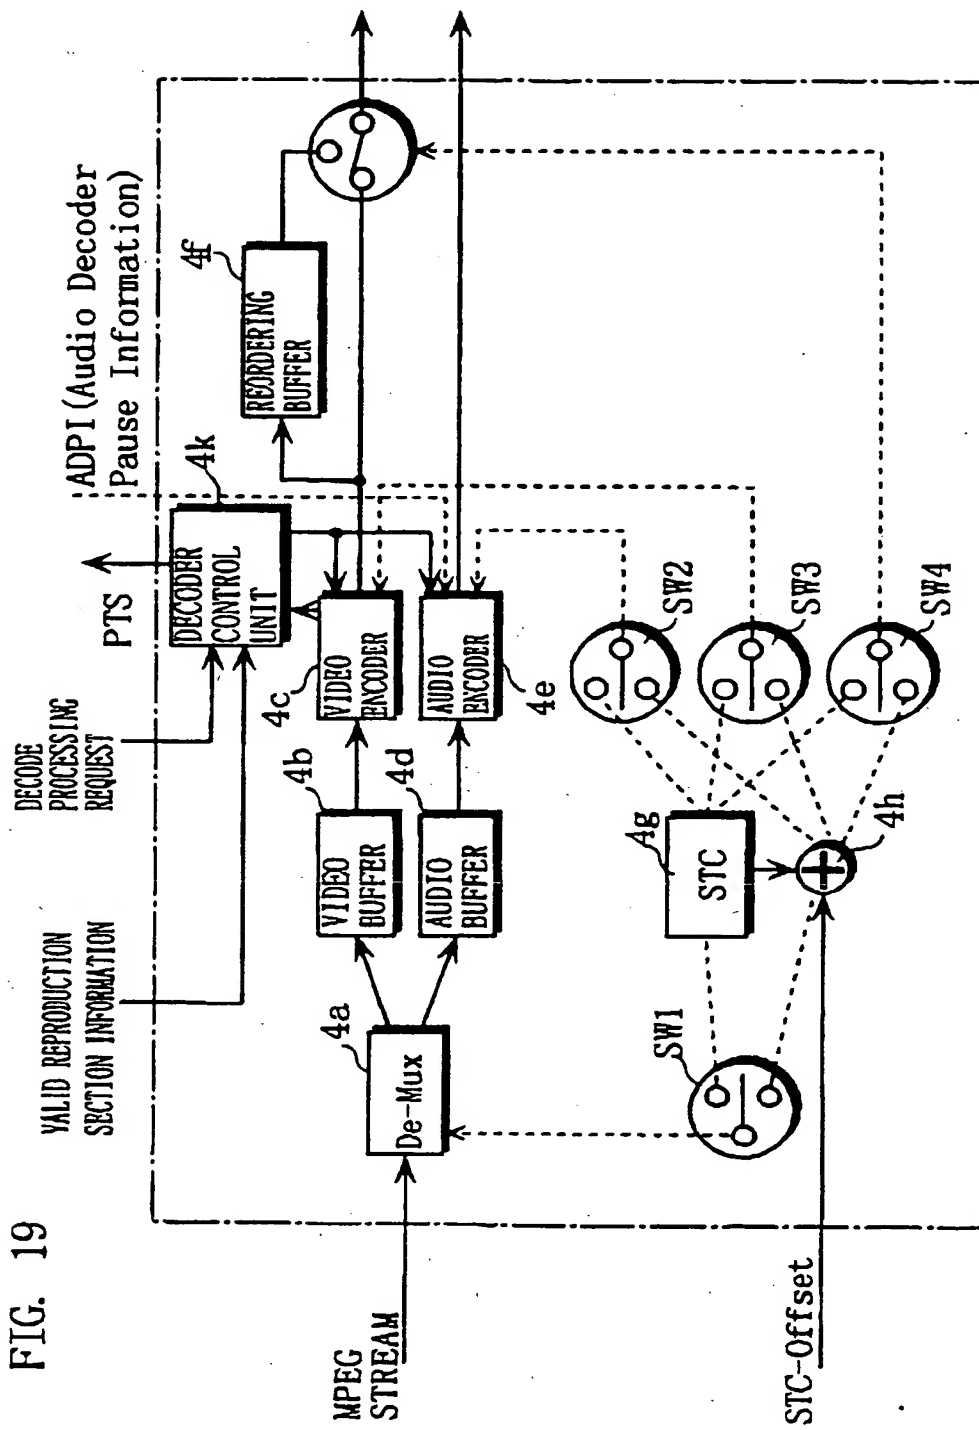 FIG. 19
VALID REPRODUCTION
SECTION INFORMATION
DECODE
PROCESSING
REQUEST
PTS
ADPI(Audio Decoder
Pause Information)
4k
DECODER
CONTROL
UNIT
4f
REORDERING
BUFFER
MPEG
STREAM
4a
De-Mux
4b
VIDEO
BUFFER
4c
VIDEO
ENCODER
4d
AUDIO
BUFFER
AUDIO
ENCODER
4e
SW1
4g
STC
4h
SW2
SW3
SW4
STC-Offset